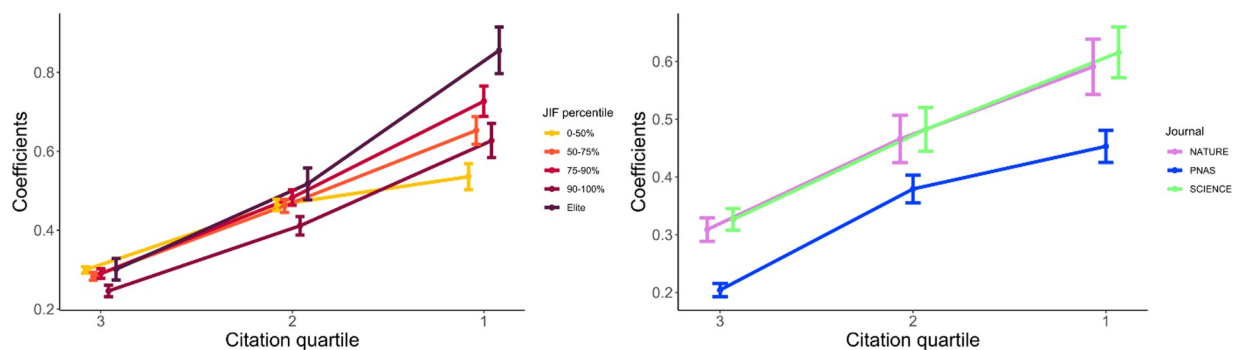 0.8
0.6
0.4
0.2
Coefficients
3
2
1
Citation quartile
JIF percentile
0-50%
50-75%
75-90%
90-100%
Elite
0.6
0.5
0.4
0.3
0.2
Coefficients
3
2
1
Citation quartile
Journal
NATURE
PNAS
SCIENCE